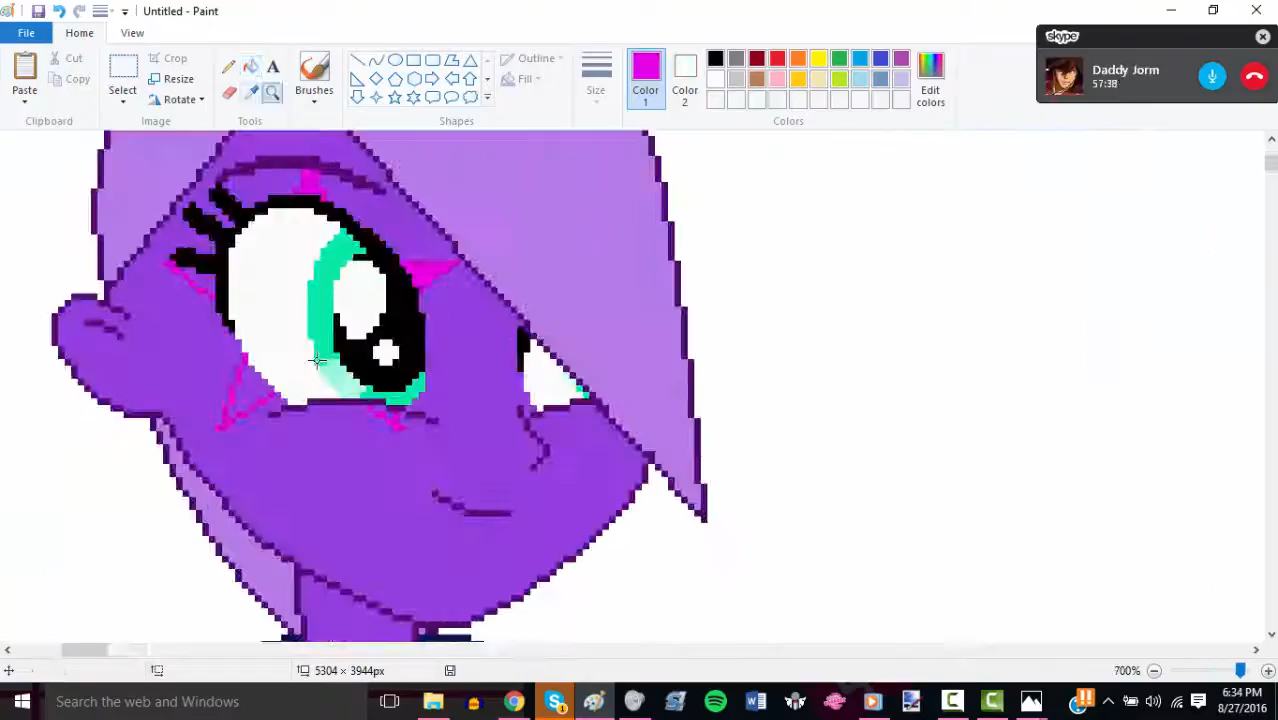 Untitled - Paint
File
Home
View
Paste
Cut
Copy
Clipboard
Select
Crop
Resize
Rotate
Image
A
Tools
Brushes
Outline
Fill
Shapes
Size
Color 1
Color 2
Edit colors
Colors
skype
Daddy Jorm
57:38
5304 × 3944px
700%
Search the web and Windows
6:34 PM
8/27/2016